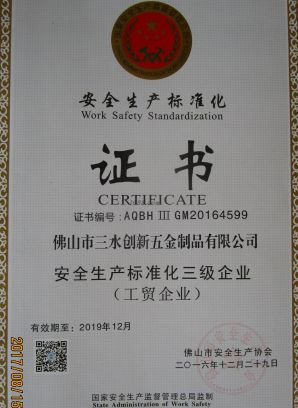 安全生产标准化
Work Safety Standardization
证书
CERTIFICATE
证书编号:AQBH III GM20164599
佛山市三水创新五金制品有限公司
安全生产标准化三级企业
(工贸企业)
有效期至:2019年12月
佛山市安全生产协会
二〇一六年十二月二十九日
国家安全生产监督管理总局监制
State Administration of Work Safety